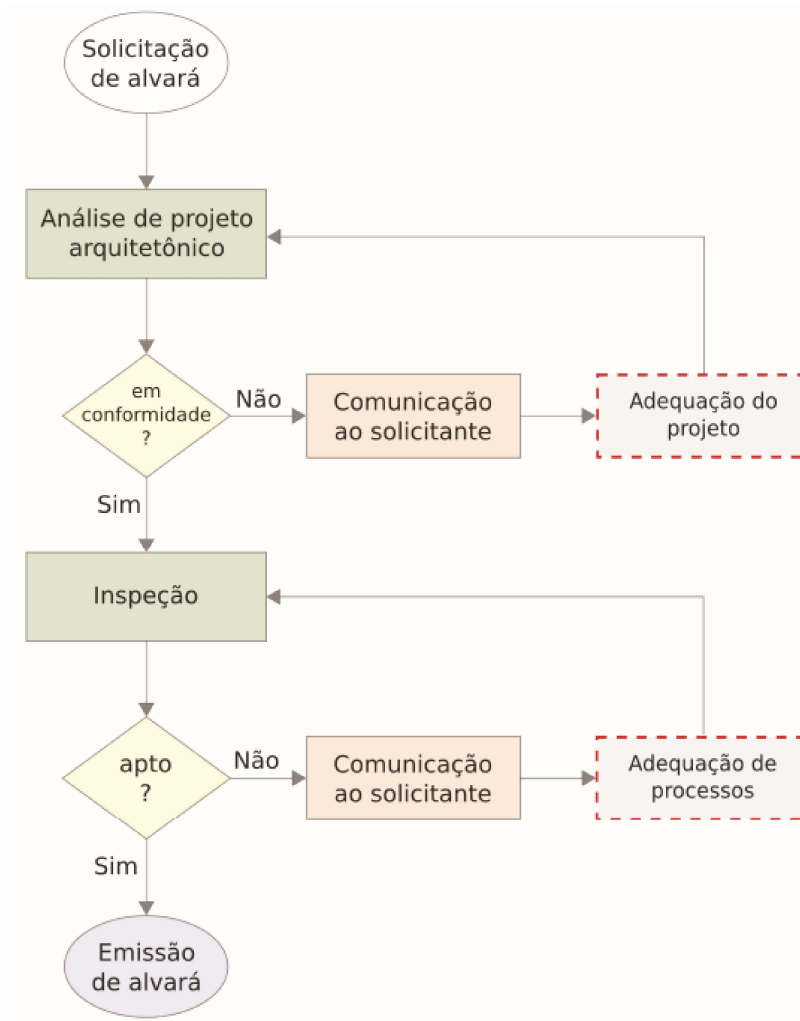 Solicitação
de alvará
Análise de projeto
arquitetônico
em
conformidade
?
Não
Comunicação
ao solicitante
Adequação do
projeto
Sim
Inspeção
apto
?
Não
Comunicação
ao solicitante
Adequação de
processos
Sim
Emissão
de alvará